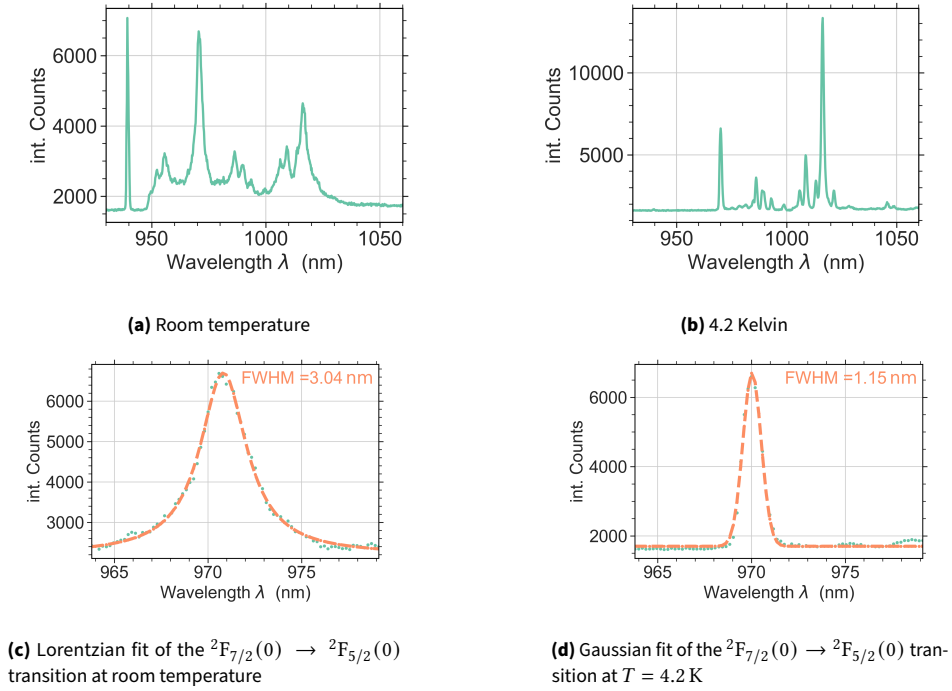 6000
4000
2000
int. Counts
950
1000
1050
Wavelength λ (nm)
(a) Room temperature
10000
5000
int. Counts
950
1000
1050
Wavelength λ (nm)
(b) 4.2 Kelvin
FWHM =3.04 nm
6000
5000
4000
3000
int. Counts
965
970
975
Wavelength λ (nm)
(c) Lorentzian fit of the ²F₇/₂(0) → ²F₅/₂(0)
transition at room temperature
FWHM =1.15 nm
6000
4000
2000
int. Counts
965
970
975
Wavelength λ (nm)
(d) Gaussian fit of the ²F₇/₂(0) → ²F₅/₂(0) tran-
sition at T = 4.2 K